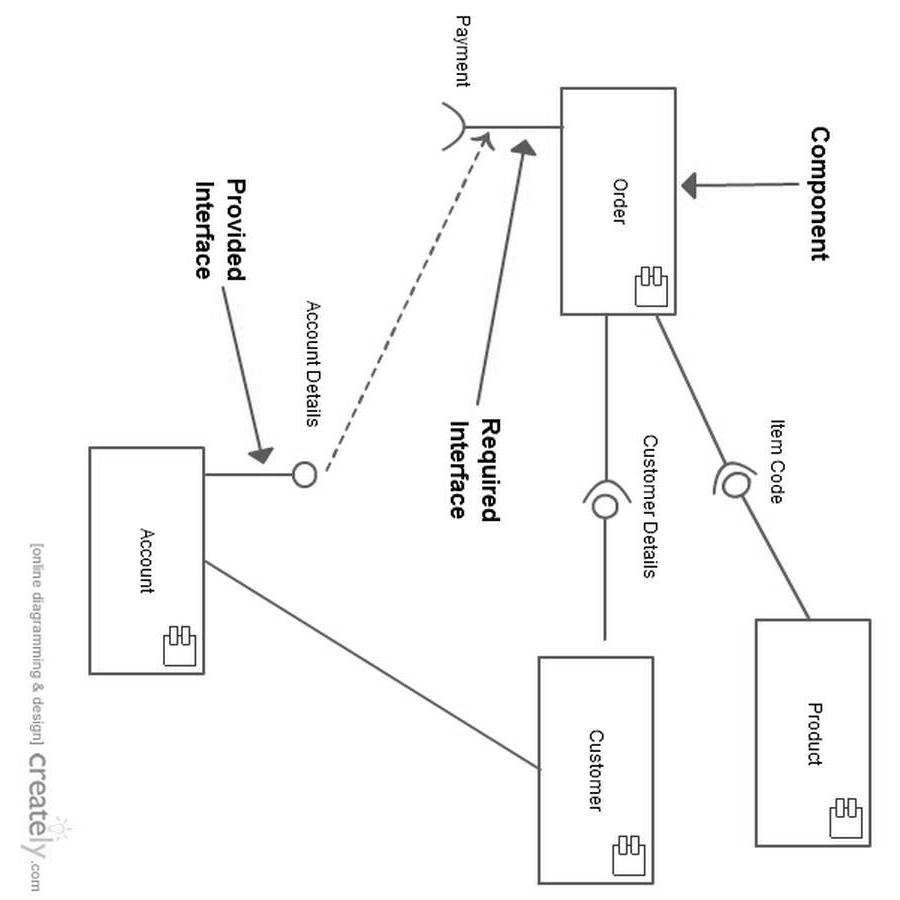 Component
Product
Item Code
Order
Customer Details
Customer
Required
Interface
Payment
Account Details
Provided
Interface
Account
[online diagramming & design] creately.com